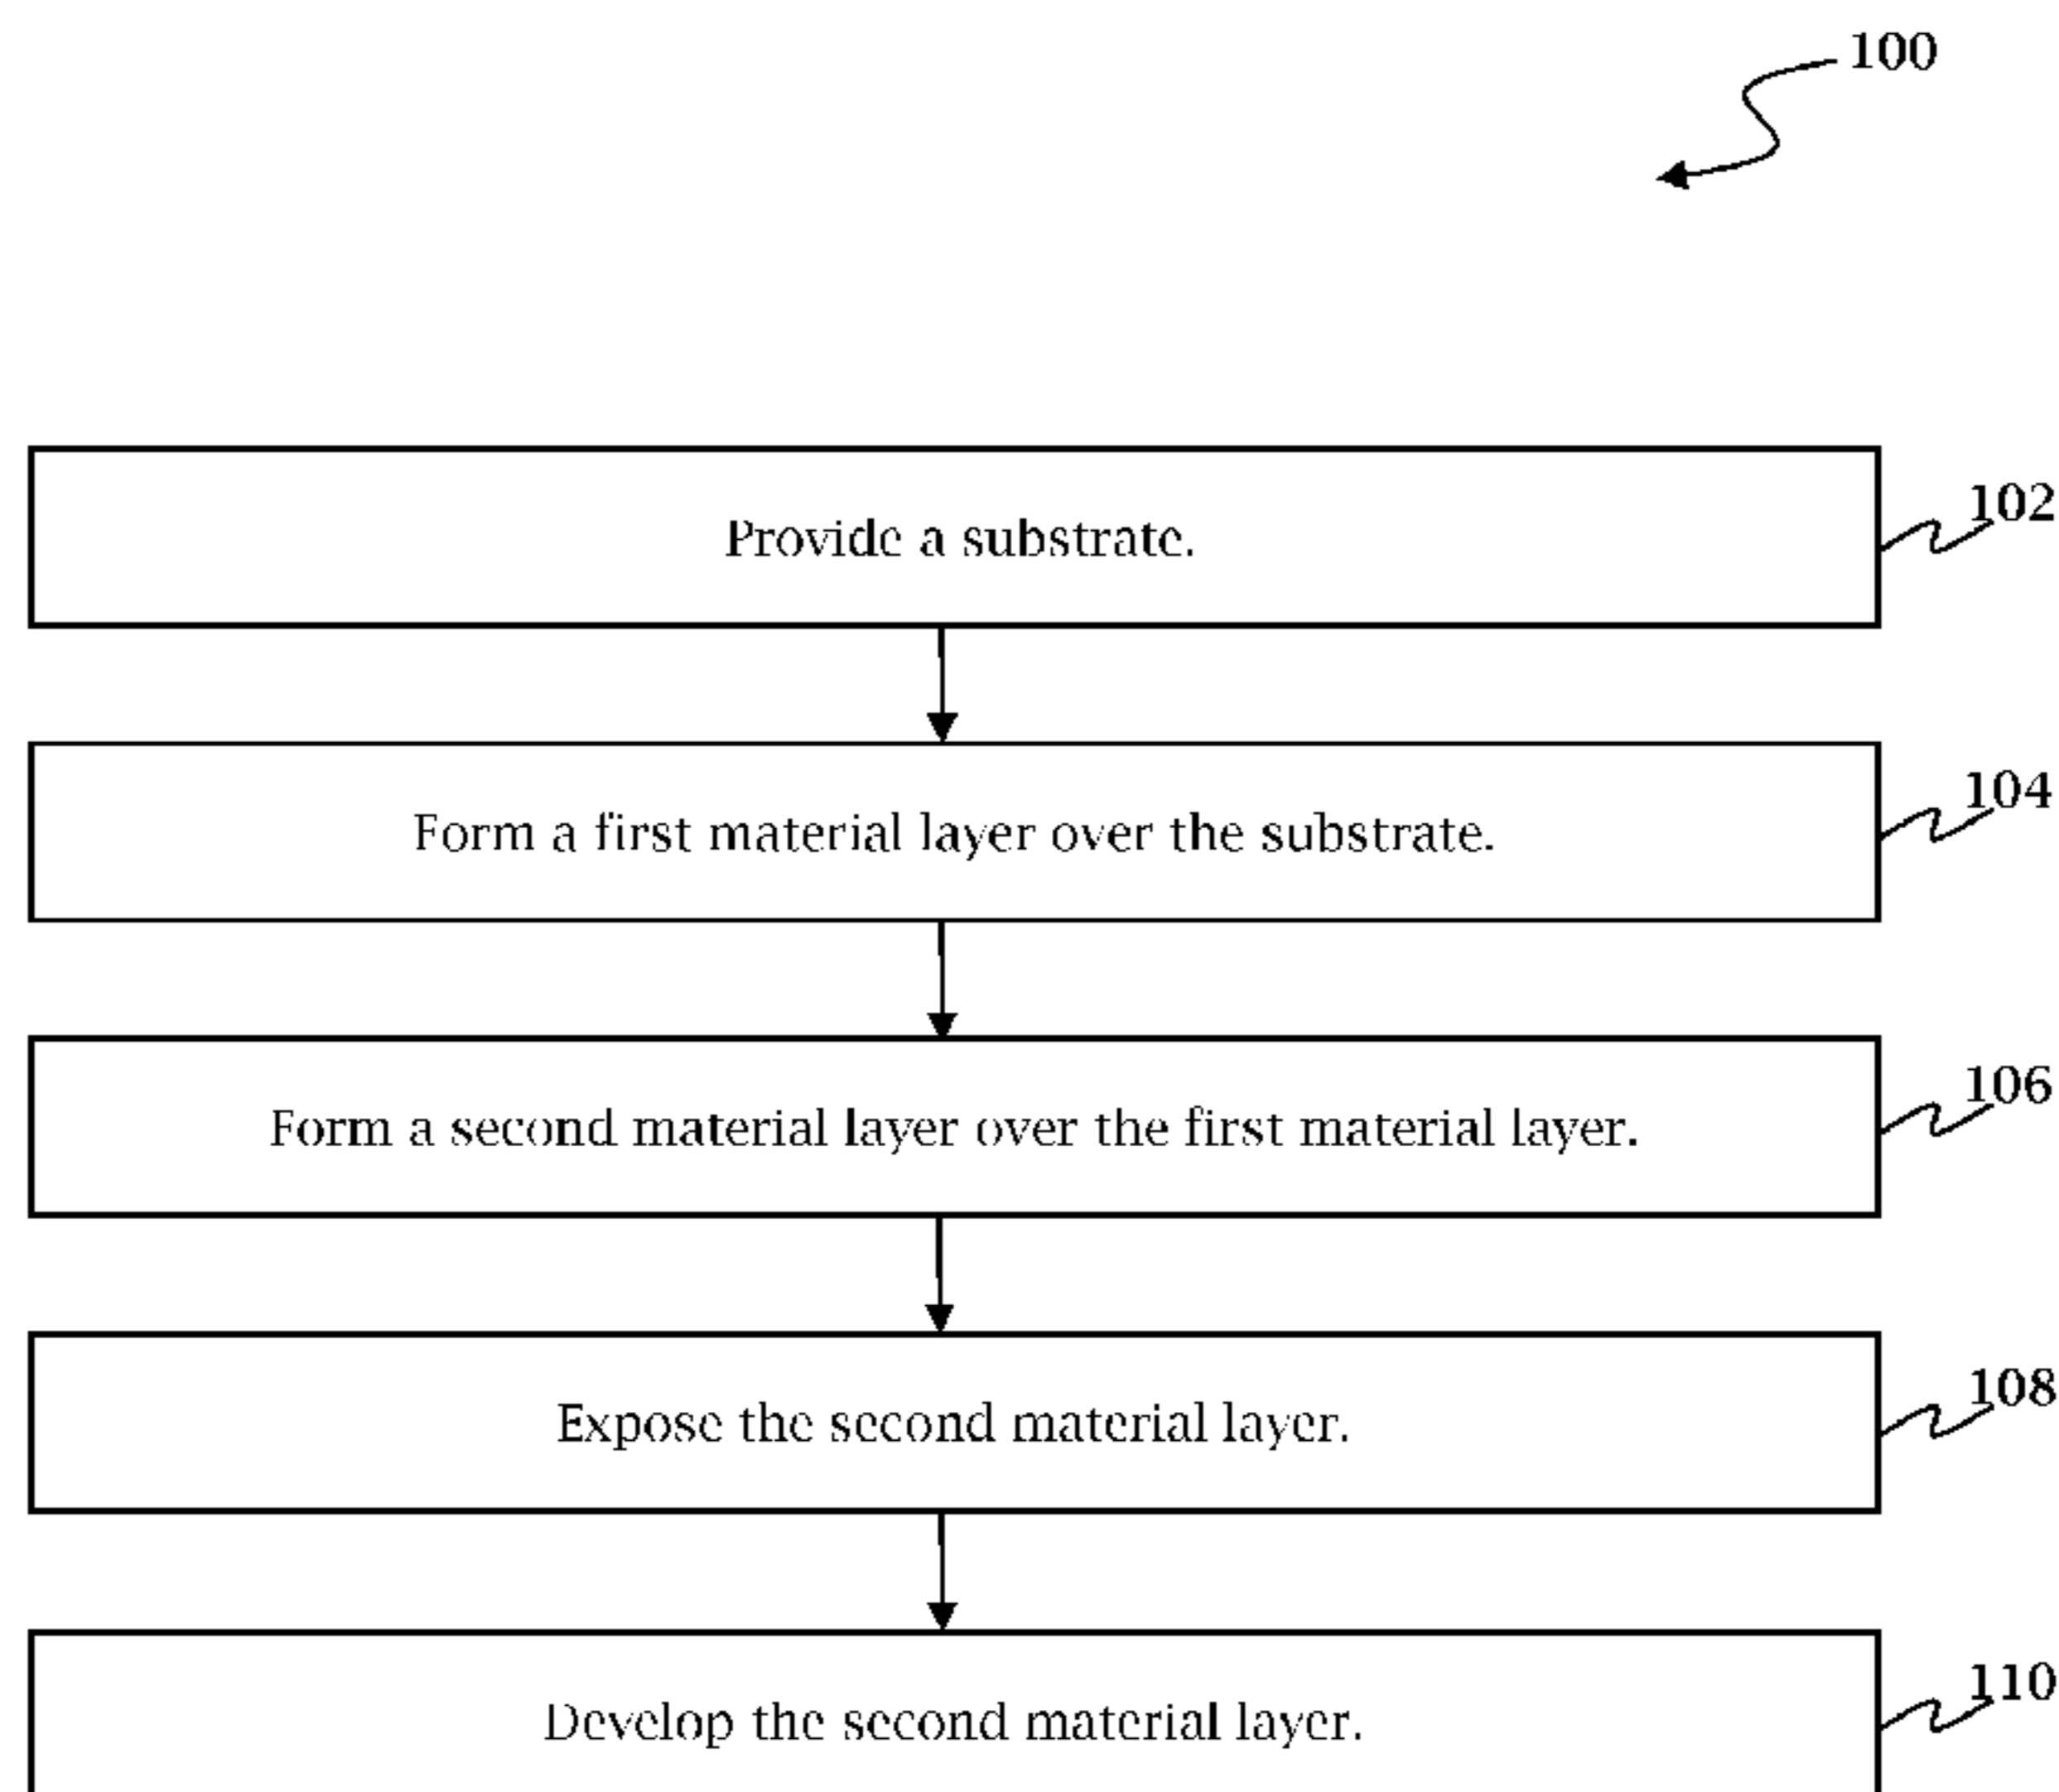 100
Provide a substrate.
102
Form a first material layer over the substrate.
104
Form a second material layer over the first material layer.
106
Expose the second material layer.
108
Develop the second material layer.
110